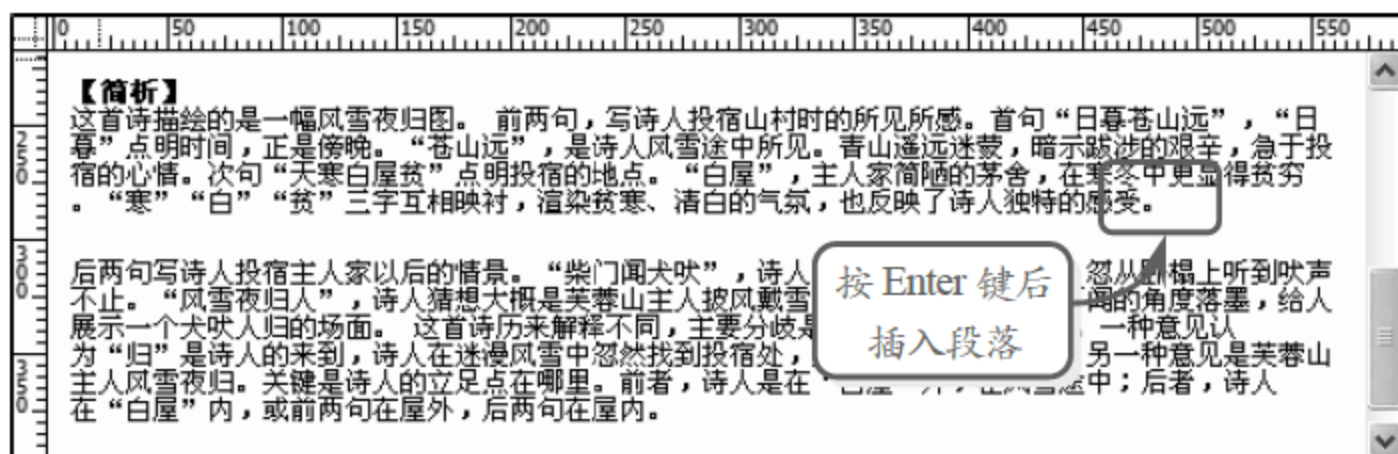 0 50 100 150 200 250 300 350 400 450 500 550
【简析】
这首诗描绘的是一幅风雪夜归图。 前两句，写诗人投宿山村时的所见所感。首句“日暮苍山远”，“日
暮”点明时间，正是傍晚。“苍山远”，是诗人风雪途中所见。青山遥远迷蒙，暗示跋涉的艰辛，急于投
宿的心情。次句“天寒白屋贫”点明投宿的地点。“白屋”，主人家简陋的茅舍，在寒冬中更显得贫穷
。“寒”“白”“贫”三字互相映衬，渲染贫寒、清白的气氛，也反映了诗人独特的感受。
后两句写诗人投宿主人家以后的情景。“柴门闻犬吠”，诗人 忽从卧榻上听到吠声
不止。“风雪夜归人”，诗人猜想大概是芙蓉山主人披风戴雪 的角度落墨，给人
展示一个犬吠人归的场面。 这首诗历来解释不同，主要分歧是 一种意见认
为“归”是诗人的来到，诗人在迷漫风雪中忽然找到投宿处， 另一种意见是芙蓉山
主人风雪夜归。关键是诗人的立足点在哪里。前者，诗人是在 途中；后者，诗人
在“白屋”内，或前两句在屋外，后两句在屋内。
按 Enter 键后
插入段落
250
300
350